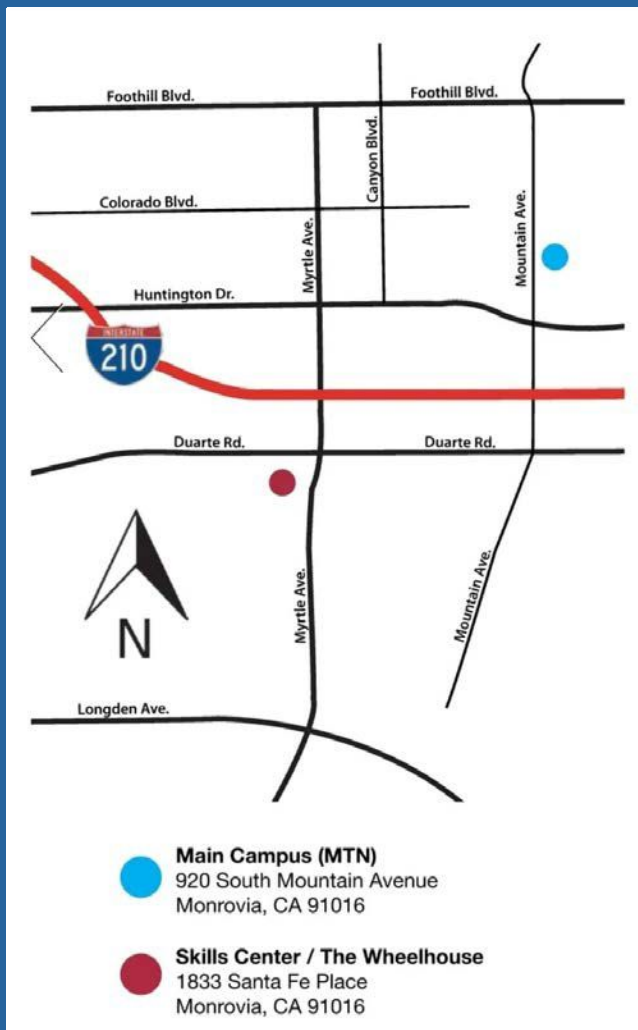 Foothill Blvd.
Foothill Blvd.
Canyon Blvd.
Colorado Blvd.
Myrtle Ave.
Mountain Ave.
Huntington Dr.
INTERSTATE
210
Duarte Rd.
Duarte Rd.
N
Myrtle Ave.
Mountain Ave.
Longden Ave.
Main Campus (MTN)
920 South Mountain Avenue
Monrovia, CA 91016
Skills Center / The Wheelhouse
1833 Santa Fe Place
Monrovia, CA 91016